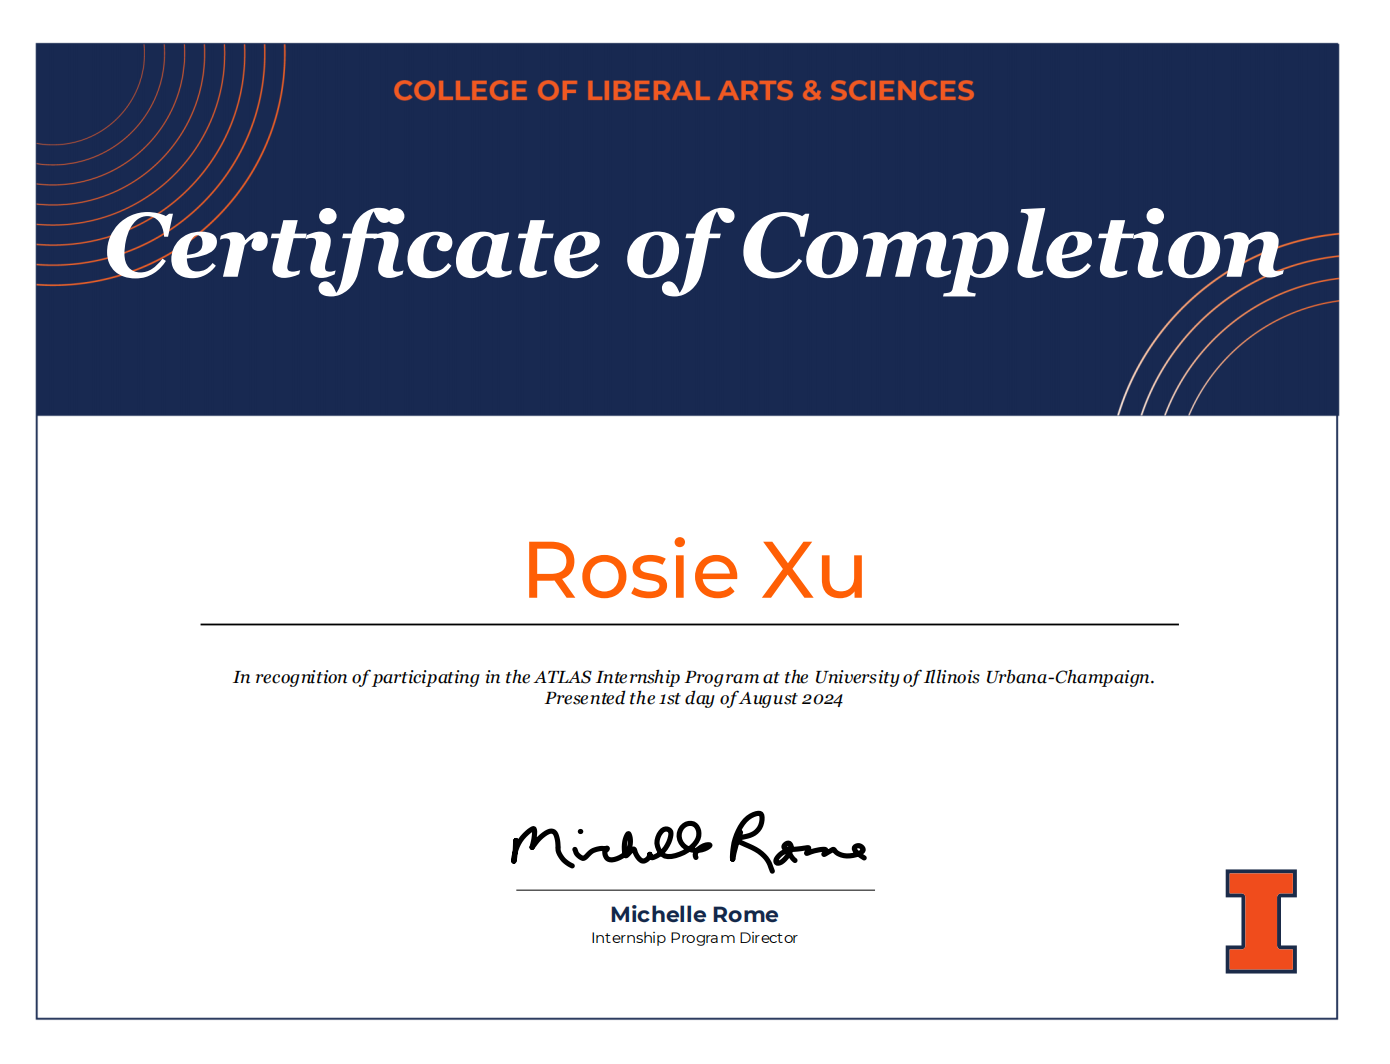 COLLEGE OF LIBERAL ARTS & SCIENCES
Certificate of Completion
Rosie Xu
In recognition of participating in the ATLAS Internship Program at the University of Illinois Urbana-Champaign.
Presented the 1st day of August 2024
Michelle Rome
Michelle Rome
Internship Program Director
I